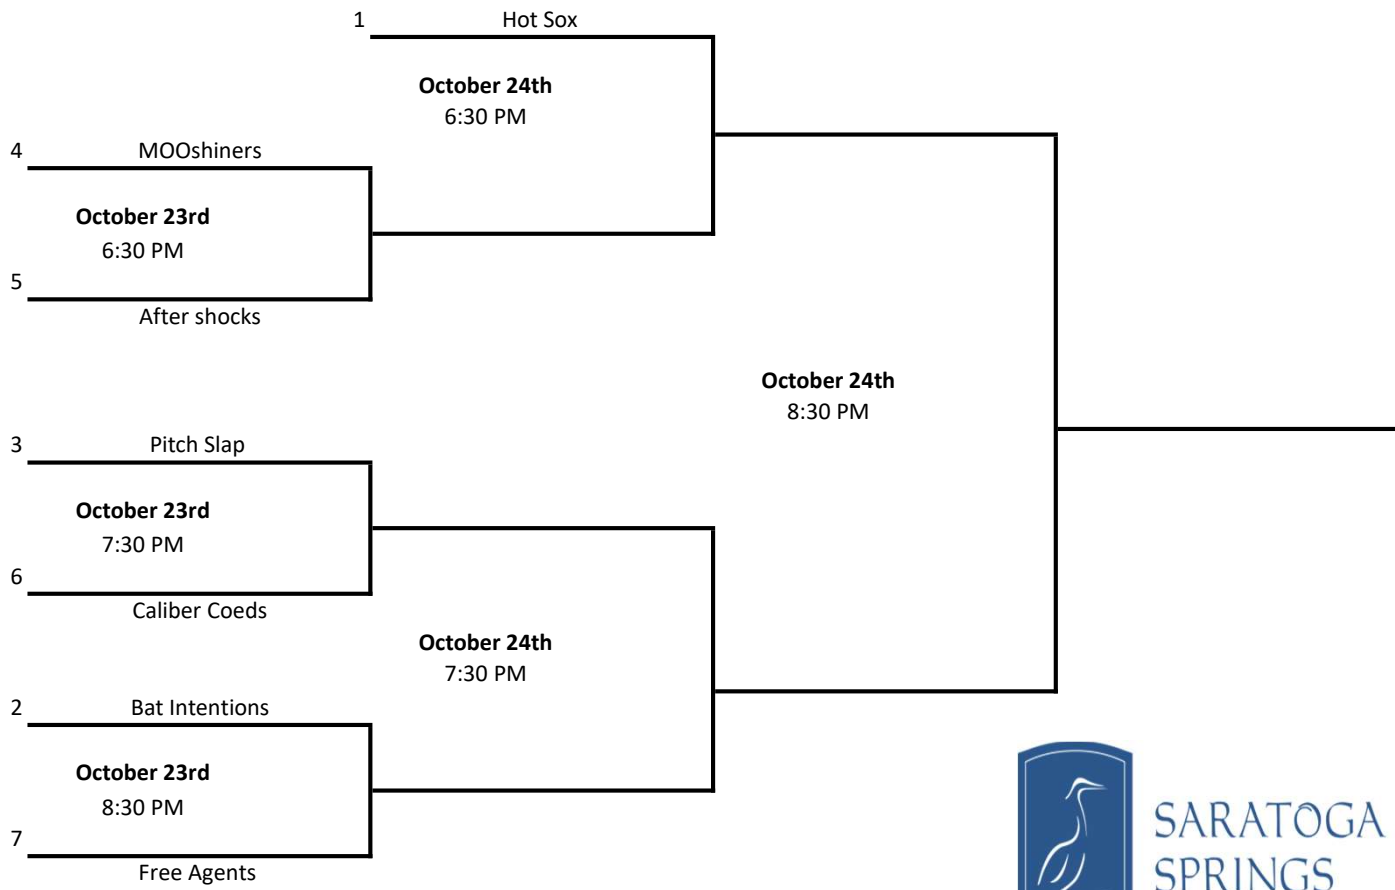 1 Hot Sox
October 24th
6:30 PM
4 MOOshiners
October 23rd
6:30 PM
5
After shocks
October 24th
8:30 PM
3 Pitch Slap
October 23rd
7:30 PM
6
Caliber Coeds
October 24th
7:30 PM
2 Bat Intentions
October 23rd
8:30 PM
7
Free Agents
SARATOGA
SPRINGS